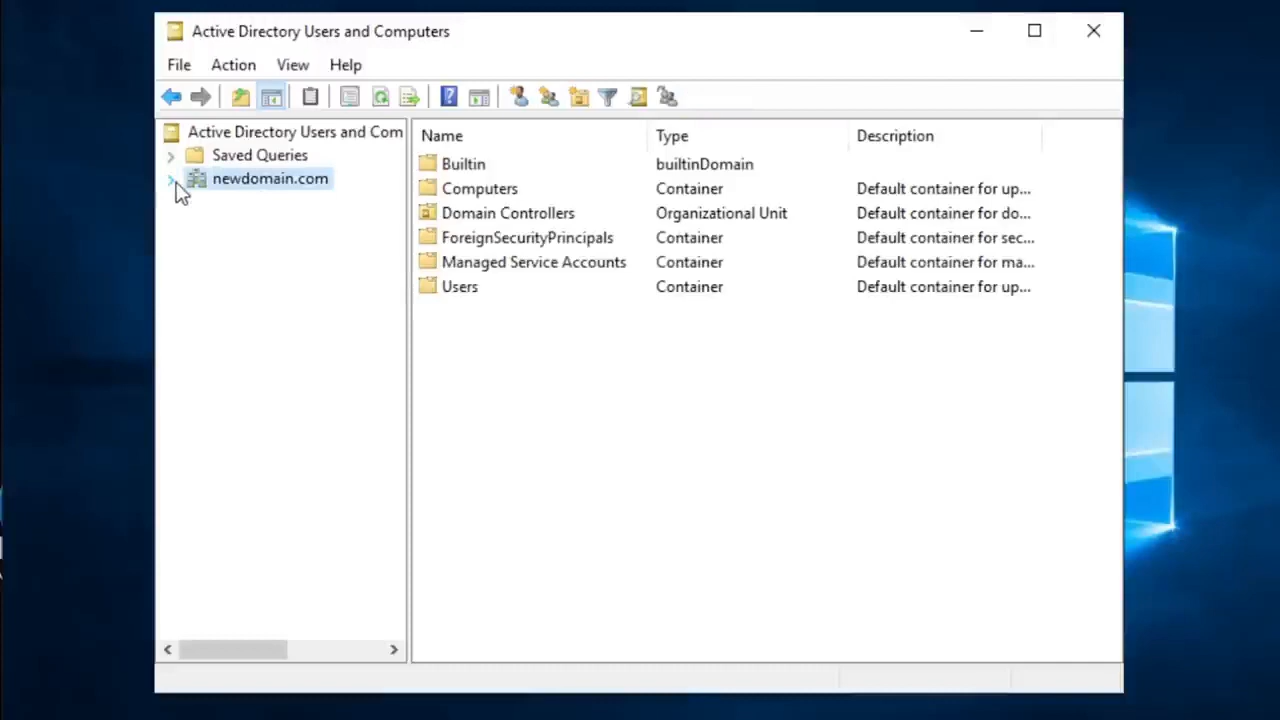 Active Directory Users and Computers
File Action View Help
Active Directory Users and Com
Saved Queries
newdomain.com
Name Type Description
Builtin builtinDomain
Computers Container Default container for up...
Domain Controllers Organizational Unit Default container for do...
ForeignSecurityPrincipals Container Default container for sec...
Managed Service Accounts Container Default container for ma...
Users Container Default container for up...